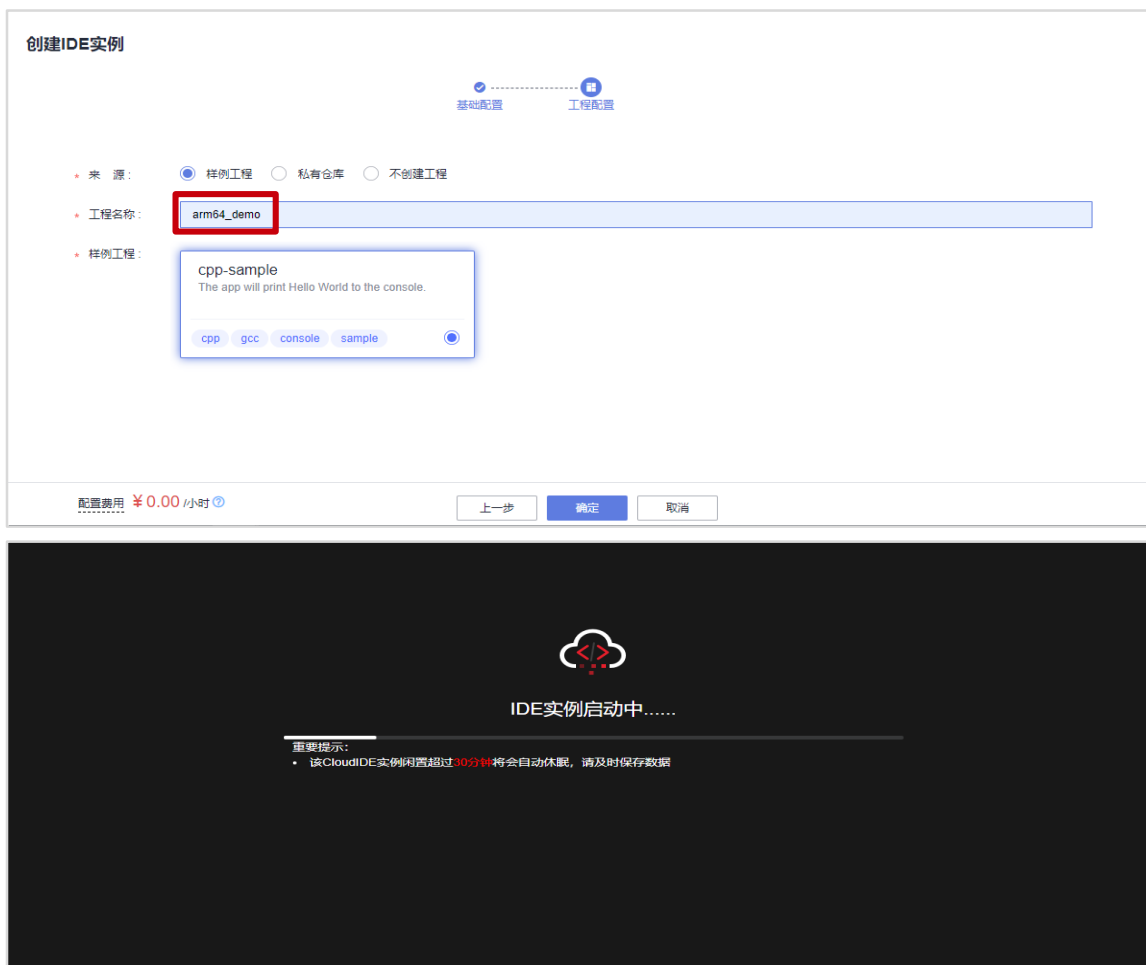 创建IDE实例
基础配置 工程配置
* 来 源: 样例工程 私有仓库 不创建工程
* 工程名称: arm64_demo
* 样例工程: cpp-sample
The app will print Hello World to the console.
cpp gcc console sample
配置费用 ¥0.00 /小时 ?
上一步 确定 取消
</>
IDE实例启动中......
重要提示:
• 该CloudIDE实例闲置超过30分钟将会自动休眠，请及时保存数据